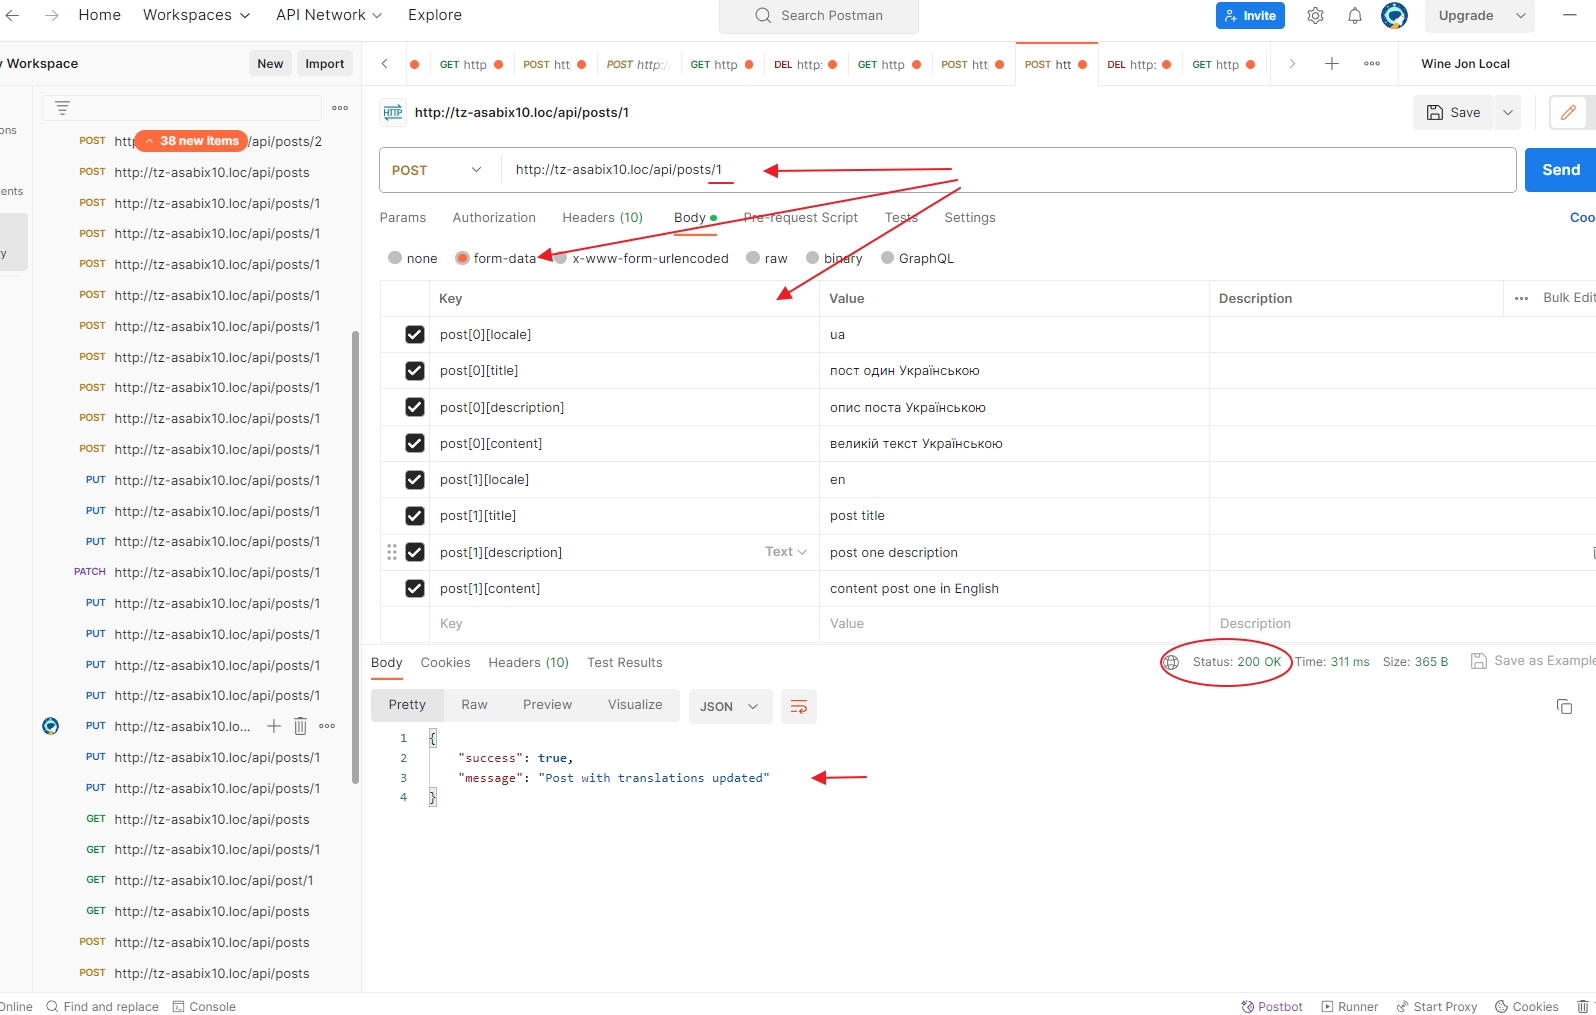 Home Workspaces API Network Explore Search Postman Invite Upgrade
Workspace New Import GET http POST htt POST http:/ GET http DEL http: GET http POST htt POST htt DEL http: GET http Wine Jon Local
http://tz-asabix10.loc/api/posts/1 Save
POST http://tz-asabix10.loc/api/posts/1 Send
Params Authorization Headers (10) Body Pre-request Script Tests Settings Coo
none form-data x-www-form-urlencoded raw binary GraphQL
Key Value Description Bulk Edit
post[0][locale] ua
post[0][title] пост один Українською
post[0][description] опис поста Українською
post[0][content] великій текст Українською
post[1][locale] en
post[1][title] post title
post[1][description] Text post one description
post[1][content] content post one in English
Key Value Description
Body Cookies Headers (10) Test Results Status: 200 OK Time: 311 ms Size: 365 B Save as Example
Pretty Raw Preview Visualize JSON
1 {
2 "success": true,
3 "message": "Post with translations updated"
4 }
POST http 38 new items /api/posts/2
POST http://tz-asabix10.loc/api/posts
POST http://tz-asabix10.loc/api/posts/1
POST http://tz-asabix10.loc/api/posts/1
POST http://tz-asabix10.loc/api/posts/1
POST http://tz-asabix10.loc/api/posts/1
POST http://tz-asabix10.loc/api/posts/1
POST http://tz-asabix10.loc/api/posts/1
POST http://tz-asabix10.loc/api/posts/1
POST http://tz-asabix10.loc/api/posts/1
POST http://tz-asabix10.loc/api/posts/1
PUT http://tz-asabix10.loc/api/posts/1
PUT http://tz-asabix10.loc/api/posts/1
PUT http://tz-asabix10.loc/api/posts/1
PATCH http://tz-asabix10.loc/api/posts/1
PUT http://tz-asabix10.loc/api/posts/1
PUT http://tz-asabix10.loc/api/posts/1
PUT http://tz-asabix10.loc/api/posts/1
PUT http://tz-asabix10.loc/api/posts/1
PUT http://tz-asabix10.lo...
PUT http://tz-asabix10.loc/api/posts/1
PUT http://tz-asabix10.loc/api/posts/1
GET http://tz-asabix10.loc/api/posts
GET http://tz-asabix10.loc/api/posts/1
GET http://tz-asabix10.loc/api/post/1
GET http://tz-asabix10.loc/api/posts
POST http://tz-asabix10.loc/api/posts
POST http://tz-asabix10.loc/api/posts
Online Find and replace Console Postbot Runner Start Proxy Cookies